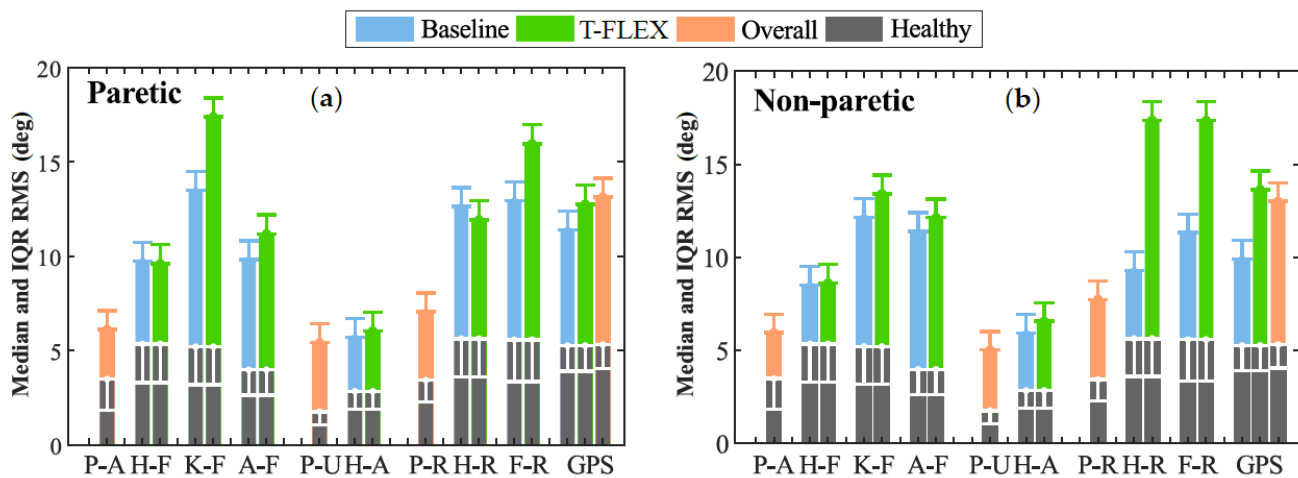 Baseline T-FLEX Overall Healthy
Paretic (a)
Median and IQR RMS (deg)
20
15
10
5
0
P-A H-F K-F A-F P-U H-A P-R H-R F-R GPS
Non-paretic (b)
Median and IQR RMS (deg)
20
15
10
5
0
P-A H-F K-F A-F P-U H-A P-R H-R F-R GPS